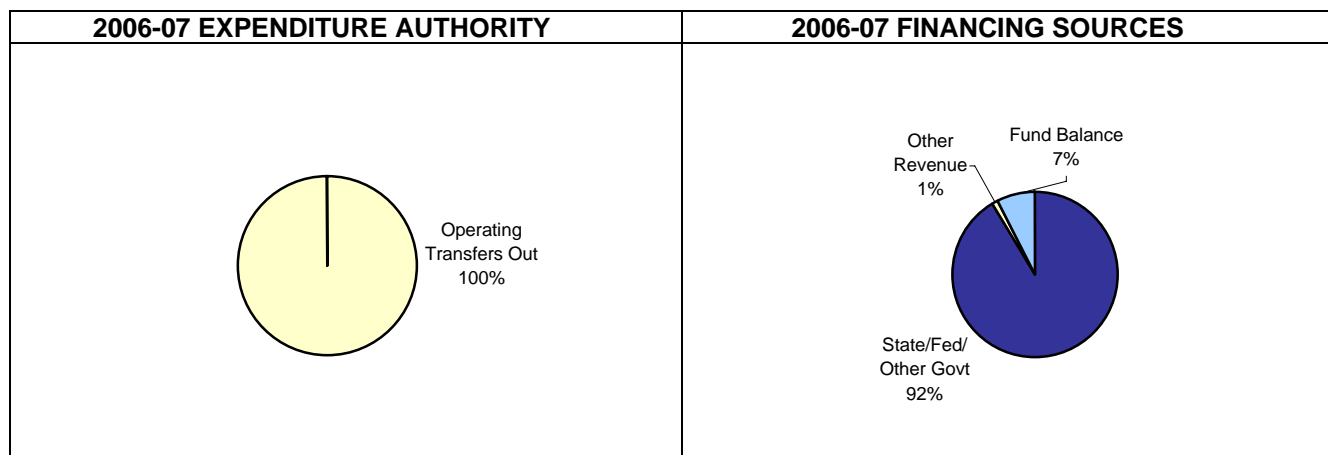 2006-07 EXPENDITURE AUTHORITY
2006-07 FINANCING SOURCES
Operating
Transfers Out
100%
Other
Revenue
1%
Fund Balance
7%
State/Fed/
Other Govt
92%